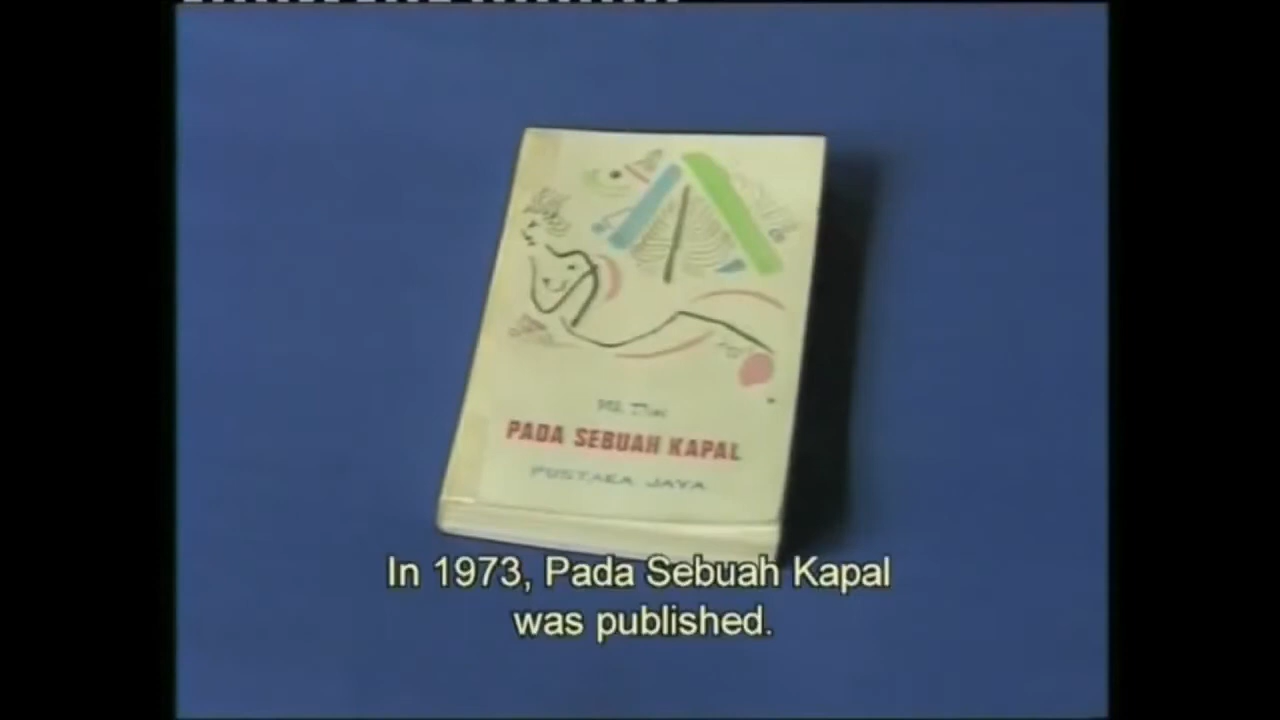 PADA SEBUAH KAPAL
PUSTAKA JAYA
In 1973, Pada Sebuah Kapal
was published.